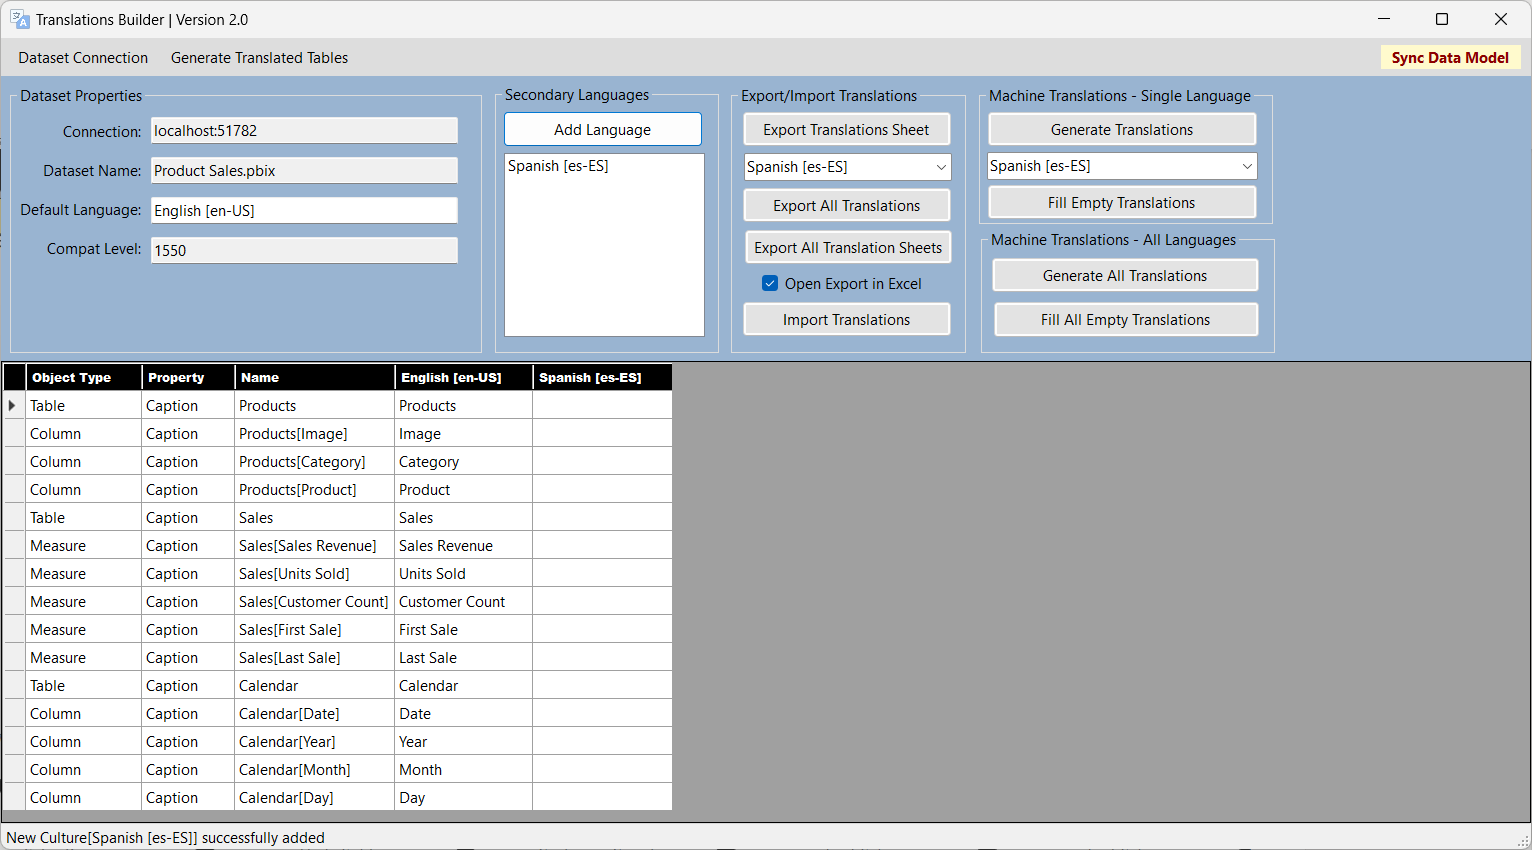 Translations Builder | Version 2.0
Dataset Connection Generate Translated Tables Sync Data Model
Dataset Properties
Connection: localhost:51782
Dataset Name: Product Sales.pbix
Default Language: English [en-US]
Compat Level: 1550
Secondary Languages
Add Language
Spanish [es-ES]
Export/Import Translations
Export Translations Sheet
Spanish [es-ES]
Export All Translations
Export All Translation Sheets
Open Export in Excel
Import Translations
Machine Translations - Single Language
Generate Translations
Spanish [es-ES]
Fill Empty Translations
Machine Translations - All Languages
Generate All Translations
Fill All Empty Translations
Object Type Property Name English [en-US] Spanish [es-ES]
Table Caption Products Products
Column Caption Products[Image] Image
Column Caption Products[Category] Category
Column Caption Products[Product] Product
Table Caption Sales Sales
Measure Caption Sales[Sales Revenue] Sales Revenue
Measure Caption Sales[Units Sold] Units Sold
Measure Caption Sales[Customer Count] Customer Count
Measure Caption Sales[First Sale] First Sale
Measure Caption Sales[Last Sale] Last Sale
Table Caption Calendar Calendar
Column Caption Calendar[Date] Date
Column Caption Calendar[Year] Year
Column Caption Calendar[Month] Month
Column Caption Calendar[Day] Day
New Culture[Spanish [es-ES]] successfully added